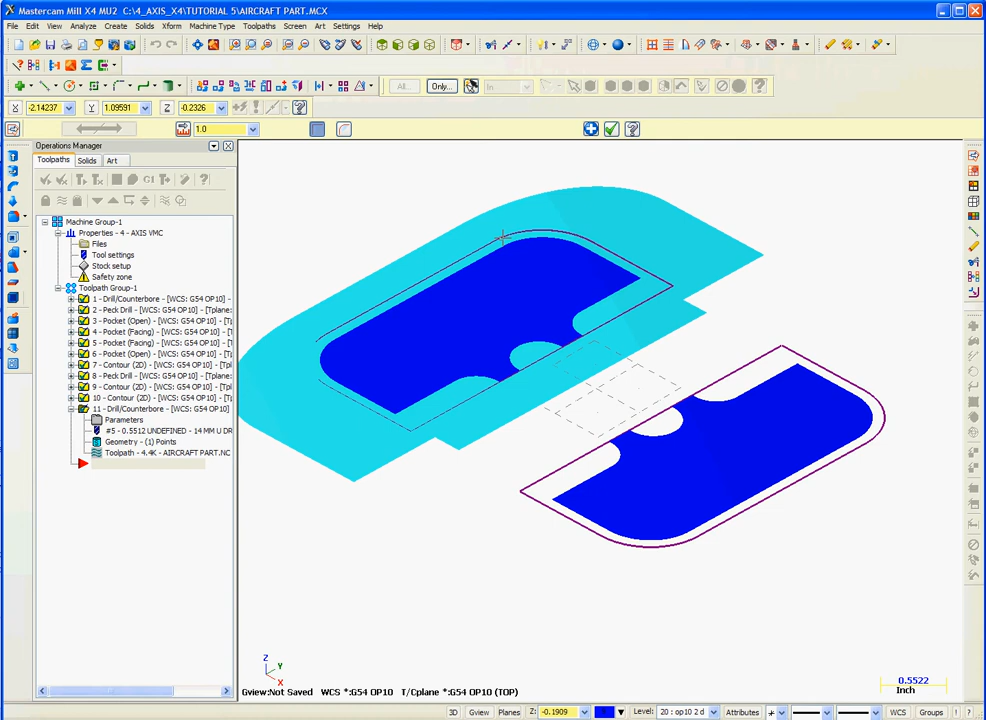 Mastercam Mill X4 MU2 C:\4_AXIS_X4\TUTORIAL 5\AIRCRAFT PART.MCX
File Edit View Analyze Create Solids Xform Machine Type Toolpaths Screen Art Settings Help
All... Only... In
X -2.14237 Y 1.09591 Z -0.2326
1.0
Operations Manager
Toolpaths Solids Art
G1
Machine Group-1
Properties - 4 - AXIS VMC
Files
Tool settings
Stock setup
Safety zone
Toolpath Group-1
1 - Drill/Counterbore - [WCS: G54 OP10] -
2 - Peck Drill - [WCS: G54 OP10] - [Tplane:
3 - Pocket (Open) - [WCS: G54 OP10] - [T
4 - Pocket (Facing) - [WCS: G54 OP10] - [T
5 - Pocket (Facing) - [WCS: G54 OP10] - [T
6 - Pocket (Open) - [WCS: G54 OP10] - [T
7 - Contour (2D) - [WCS: G54 OP10] - [Tpl
8 - Peck Drill - [WCS: G54 OP10] - [Tplane:
9 - Contour (2D) - [WCS: G54 OP10] - [Tpl
10 - Contour (2D) - [WCS: G54 OP10] - [Tp
11 - Drill/Counterbore - [WCS: G54 OP10]
Parameters
#5 - 0.5512 UNDEFINED - 14 MM U DR
Geometry - (1) Points
Toolpath - 4.4K - AIRCRAFT PART.NC
Z
Y
X
0.5522
Inch
Gview:Not Saved WCS *:G54 OP10 T/Cplane *:G54 OP10 (TOP)
3D Gview Planes Z: -0.1909 Level: 20 : op10 2 d Attributes * WCS Groups ! ?